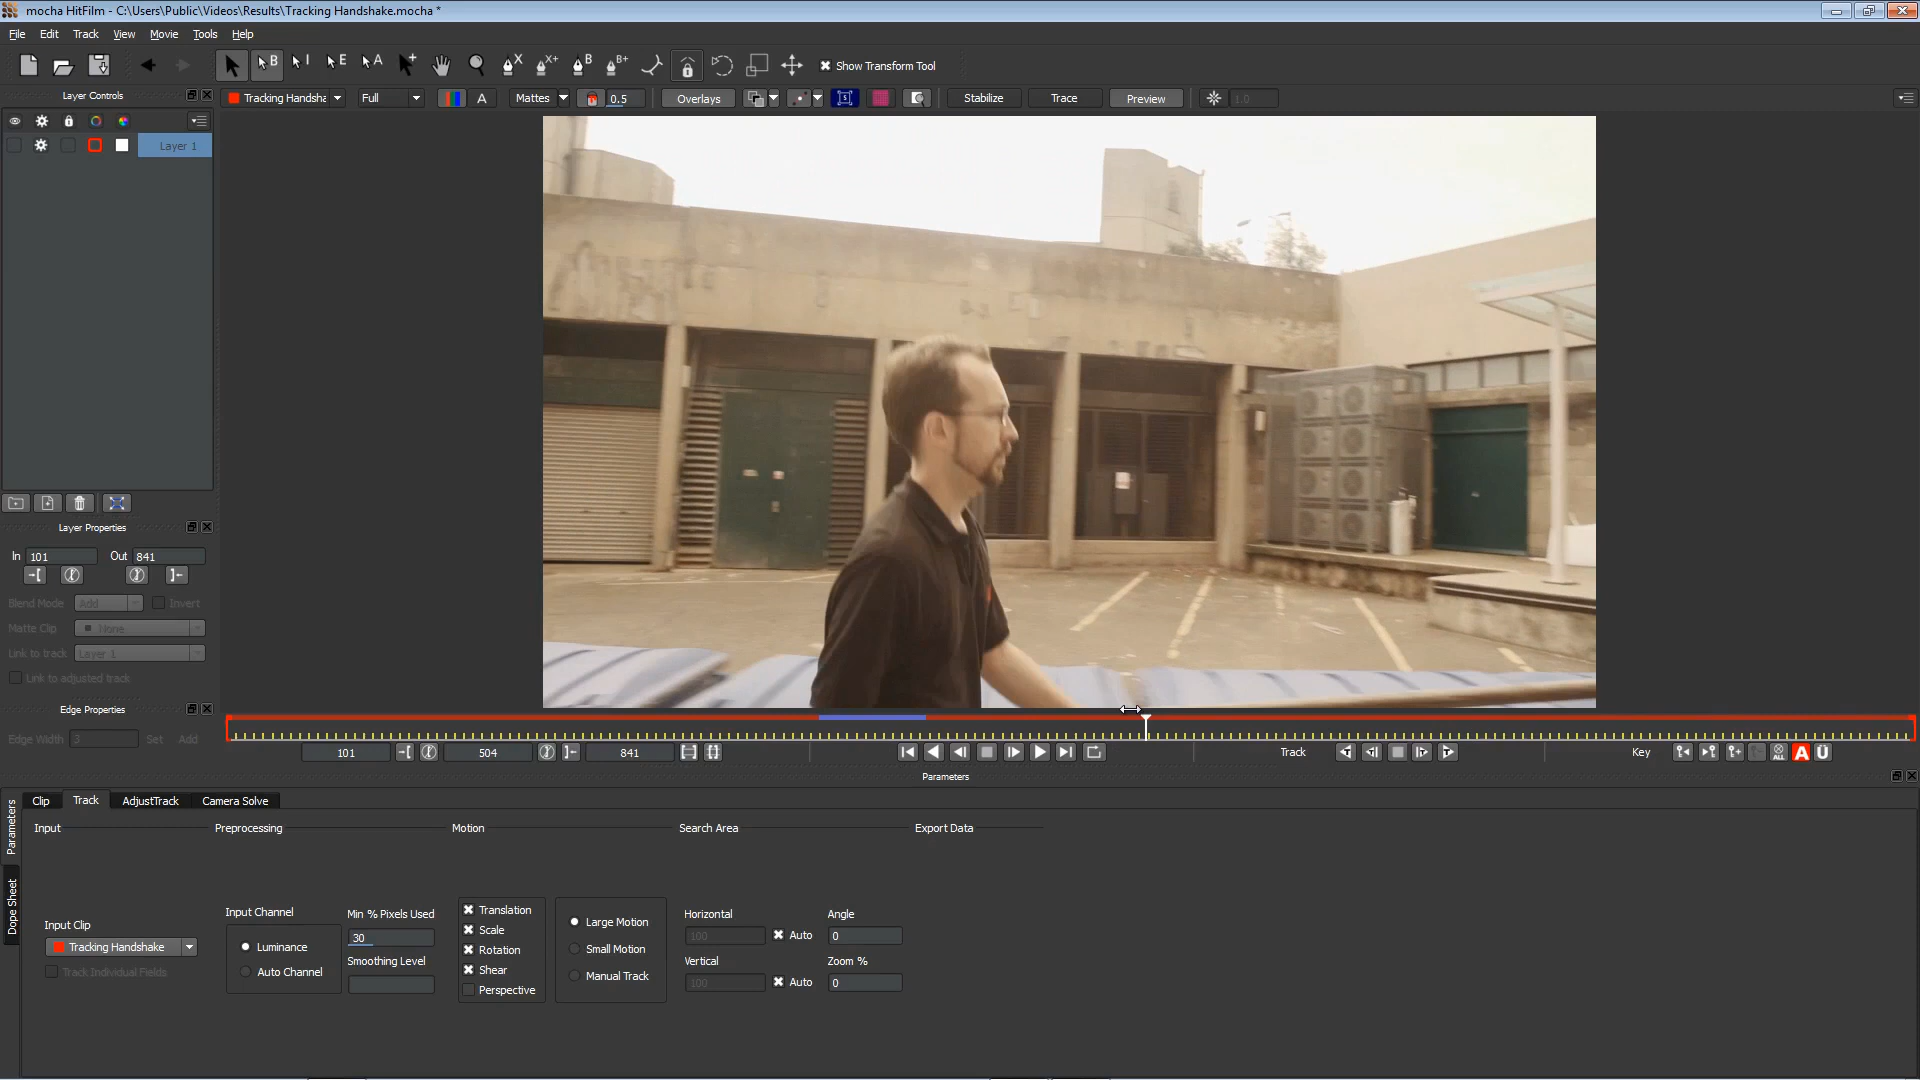 mocha HitFilm - C:\Users\Public\Videos\Results\Tracking Handshake.mocha *
File Edit Track View Movie Tools Help
B I E A X X+ B B+ Show Transform Tool
Layer Controls
Tracking Handsha Full A Mattes 0.5 Overlays Stabilize Trace Preview 1.0
Layer 1
Layer Properties
In 101 Out 841
Blend Mode Add Invert
Matte Clip None
Link to track Layer 1
Link to adjusted track
Edge Properties
Edge Width 3 Set Add
101 504 841 Track Key ALL A Ü
Parameters
Parameters
Dope Sheet
Clip Track AdjustTrack Camera Solve
Input Preprocessing Motion Search Area Export Data
Input Clip
Tracking Handshake
Track Individual Fields
Input Channel
Luminance
Auto Channel
Min % Pixels Used
30
Smoothing Level
Translation
Scale
Rotation
Shear
Perspective
Large Motion
Small Motion
Manual Track
Horizontal Angle
100 Auto 0
Vertical Zoom %
100 Auto 0